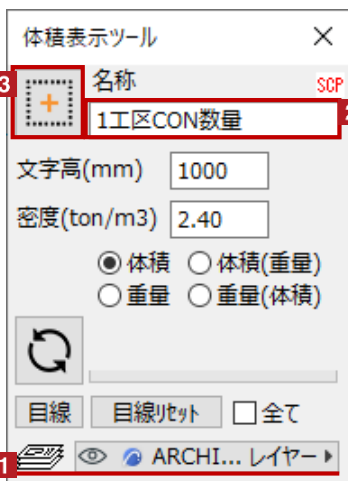 体積表示ツール
3 名称 SCP
1工区CON数量 2
文字高(mm) 1000
密度(ton/m3) 2.40
体積 体積(重量)
重量 重量(体積)
目線 目線ﾘｾｯﾄ 全て
1 ARCHI... レイヤー